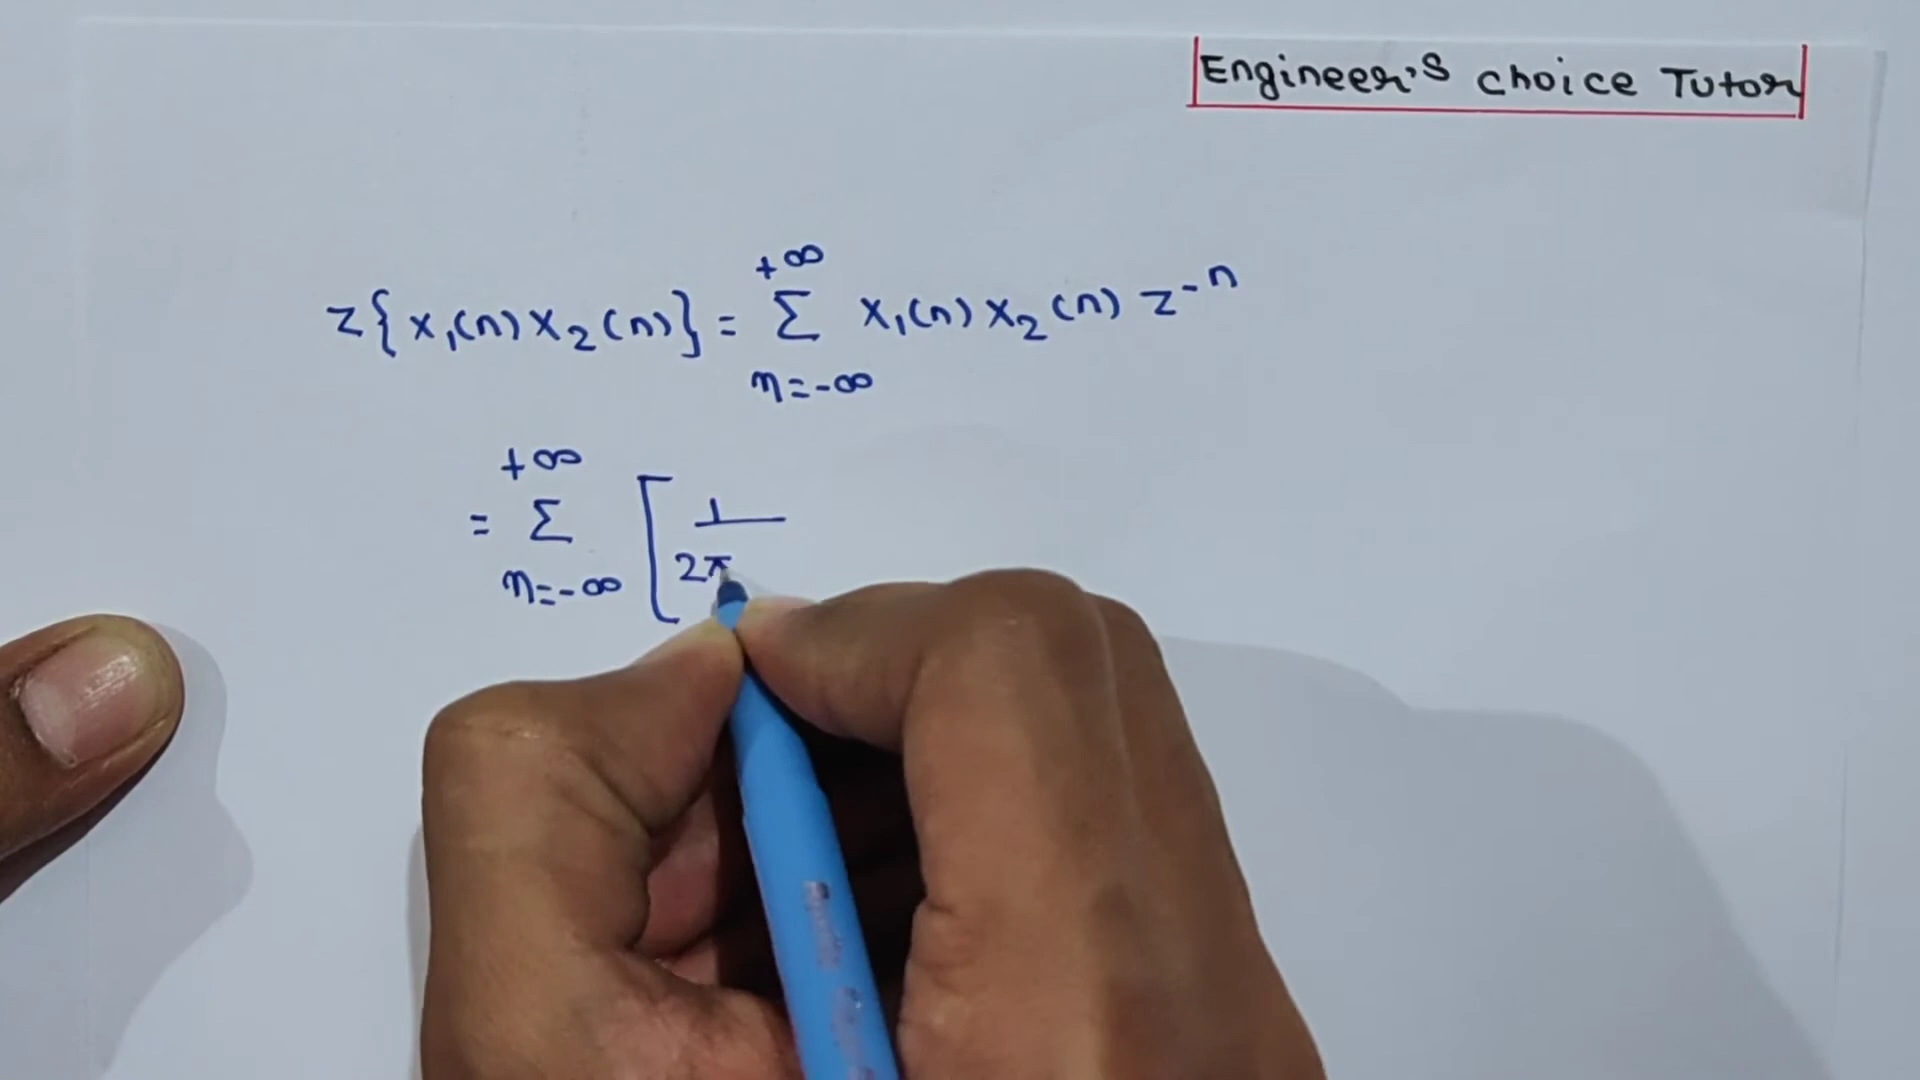 Engineer's choice Tutor
z{x₁(n)x₂(n)} = +∞ Σ n=-∞ x₁(n)x₂(n) z⁻ⁿ
= +∞ Σ n=-∞ [ 1/2π